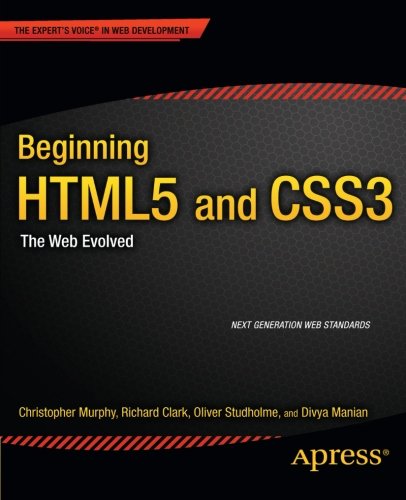 THE EXPERT'S VOICE® IN WEB DEVELOPMENT
Beginning
HTML5 and CSS3
The Web Evolved
NEXT GENERATION WEB STANDARDS
Christopher Murphy, Richard Clark, Oliver Studholme, and Divya Manian
Apress®